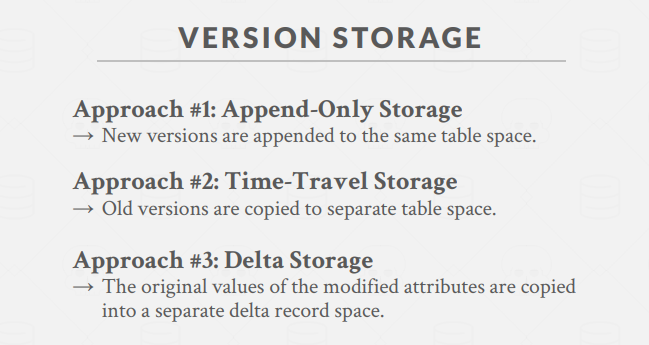 VERSION STORAGE
Approach #1: Append-Only Storage
→ New versions are appended to the same table space.
Approach #2: Time-Travel Storage
→ Old versions are copied to separate table space.
Approach #3: Delta Storage
→ The original values of the modified attributes are copied
into a separate delta record space.